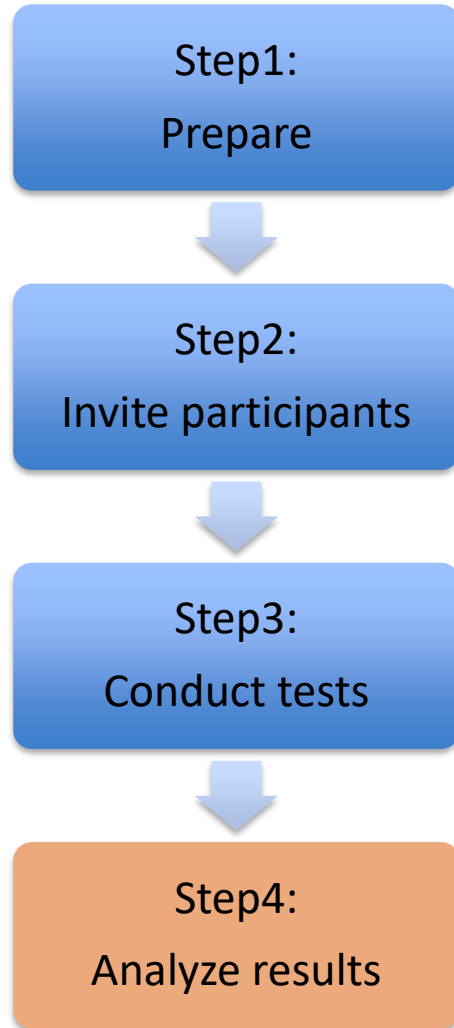 Step1:
Prepare
Step2:
Invite participants
Step3:
Conduct tests
Step4:
Analyze results